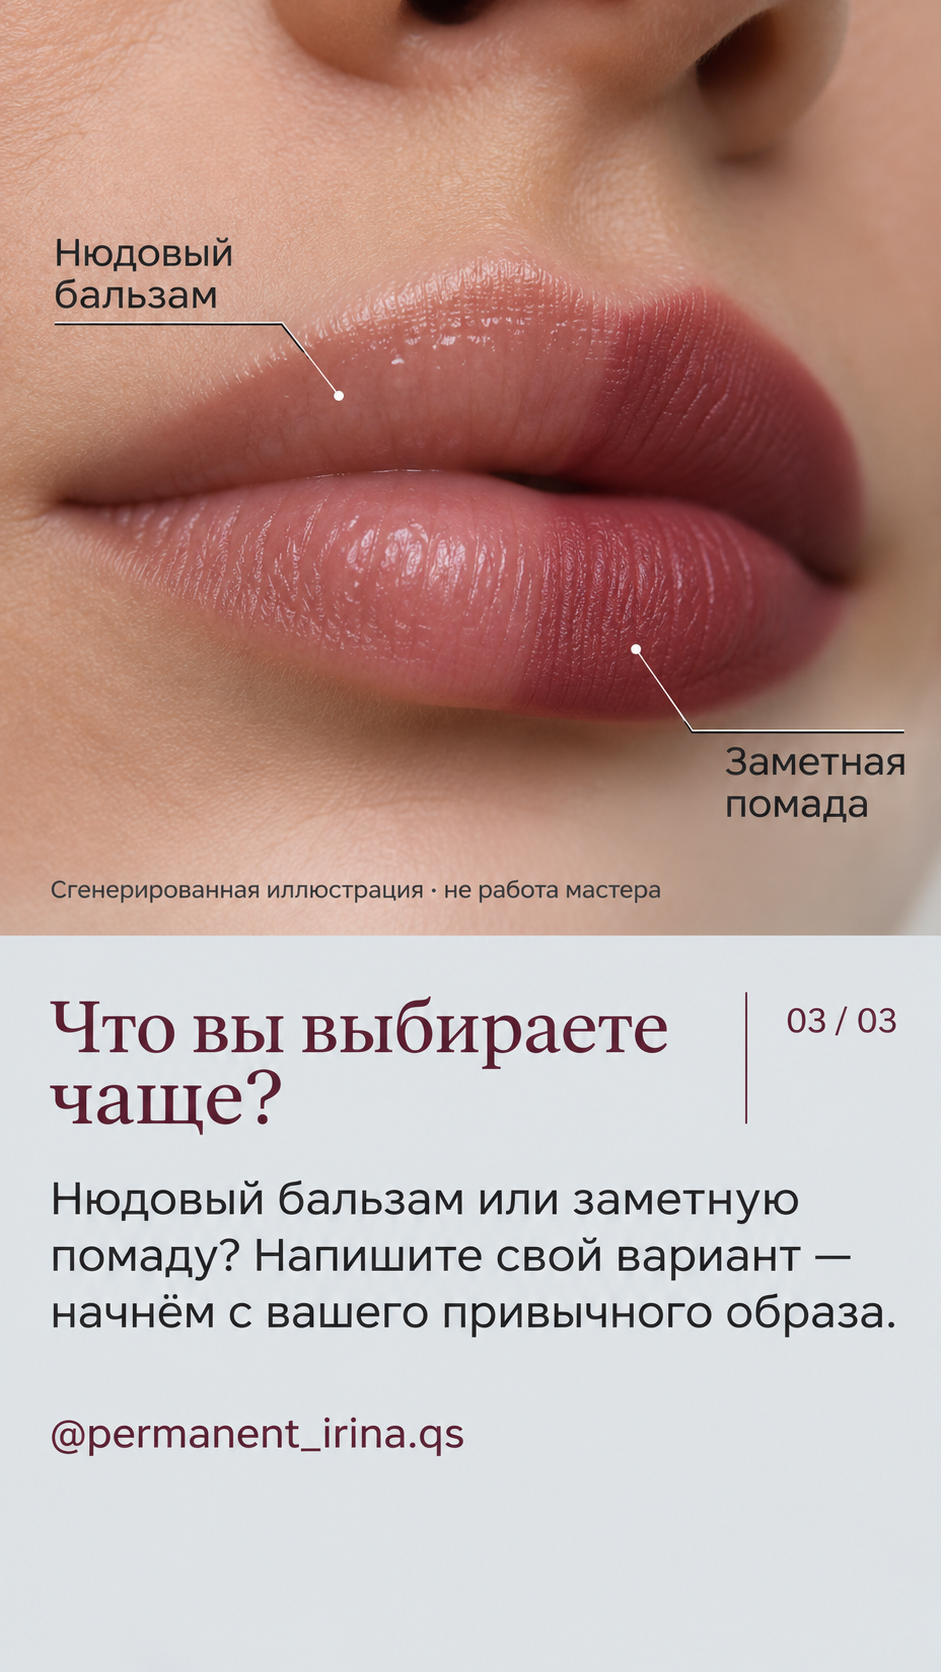 Нюдовый
бальзам
Заметная
помада
Сгенерированная иллюстрация · не работа мастера
Что вы выбираете
чаще?
03 / 03
Нюдовый бальзам или заметную
помаду? Напишите свой вариант —
начнём с вашего привычного образа.
@permanent_irina.qs